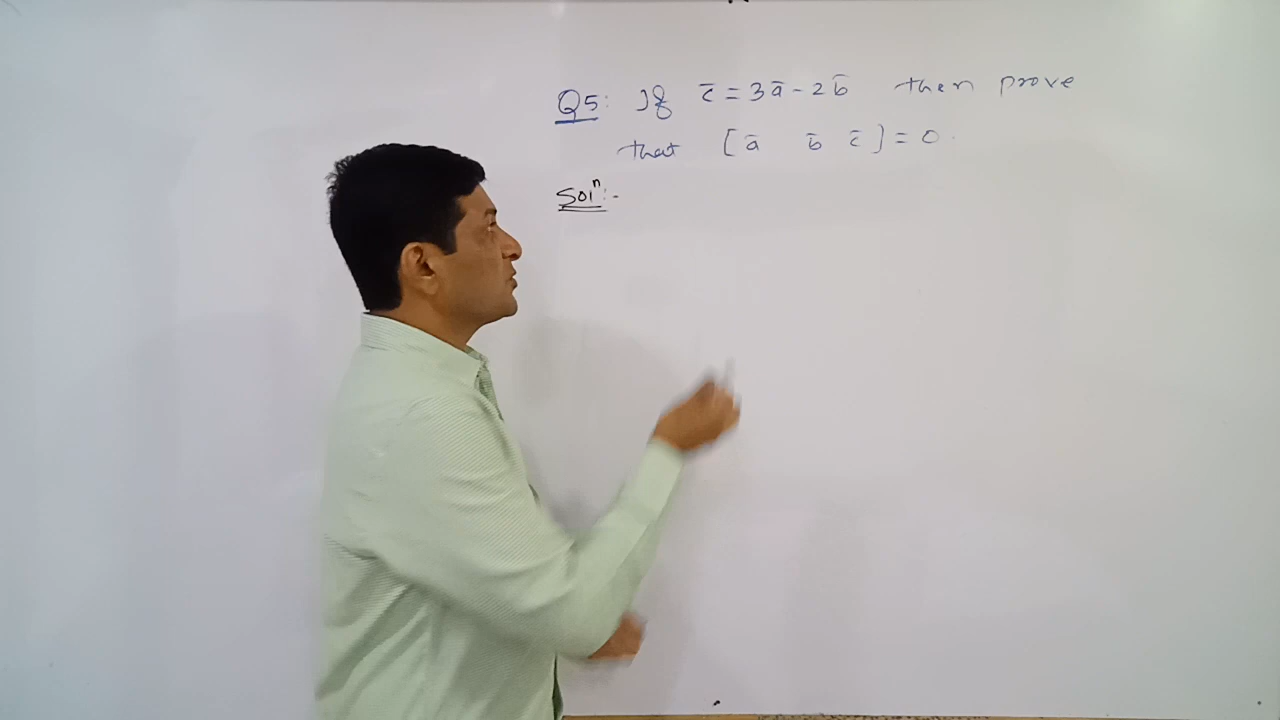 Q5: If c̄ = 3ā - 2b̄ then prove
that [ā b̄ c̄] = 0.
Solⁿ:-